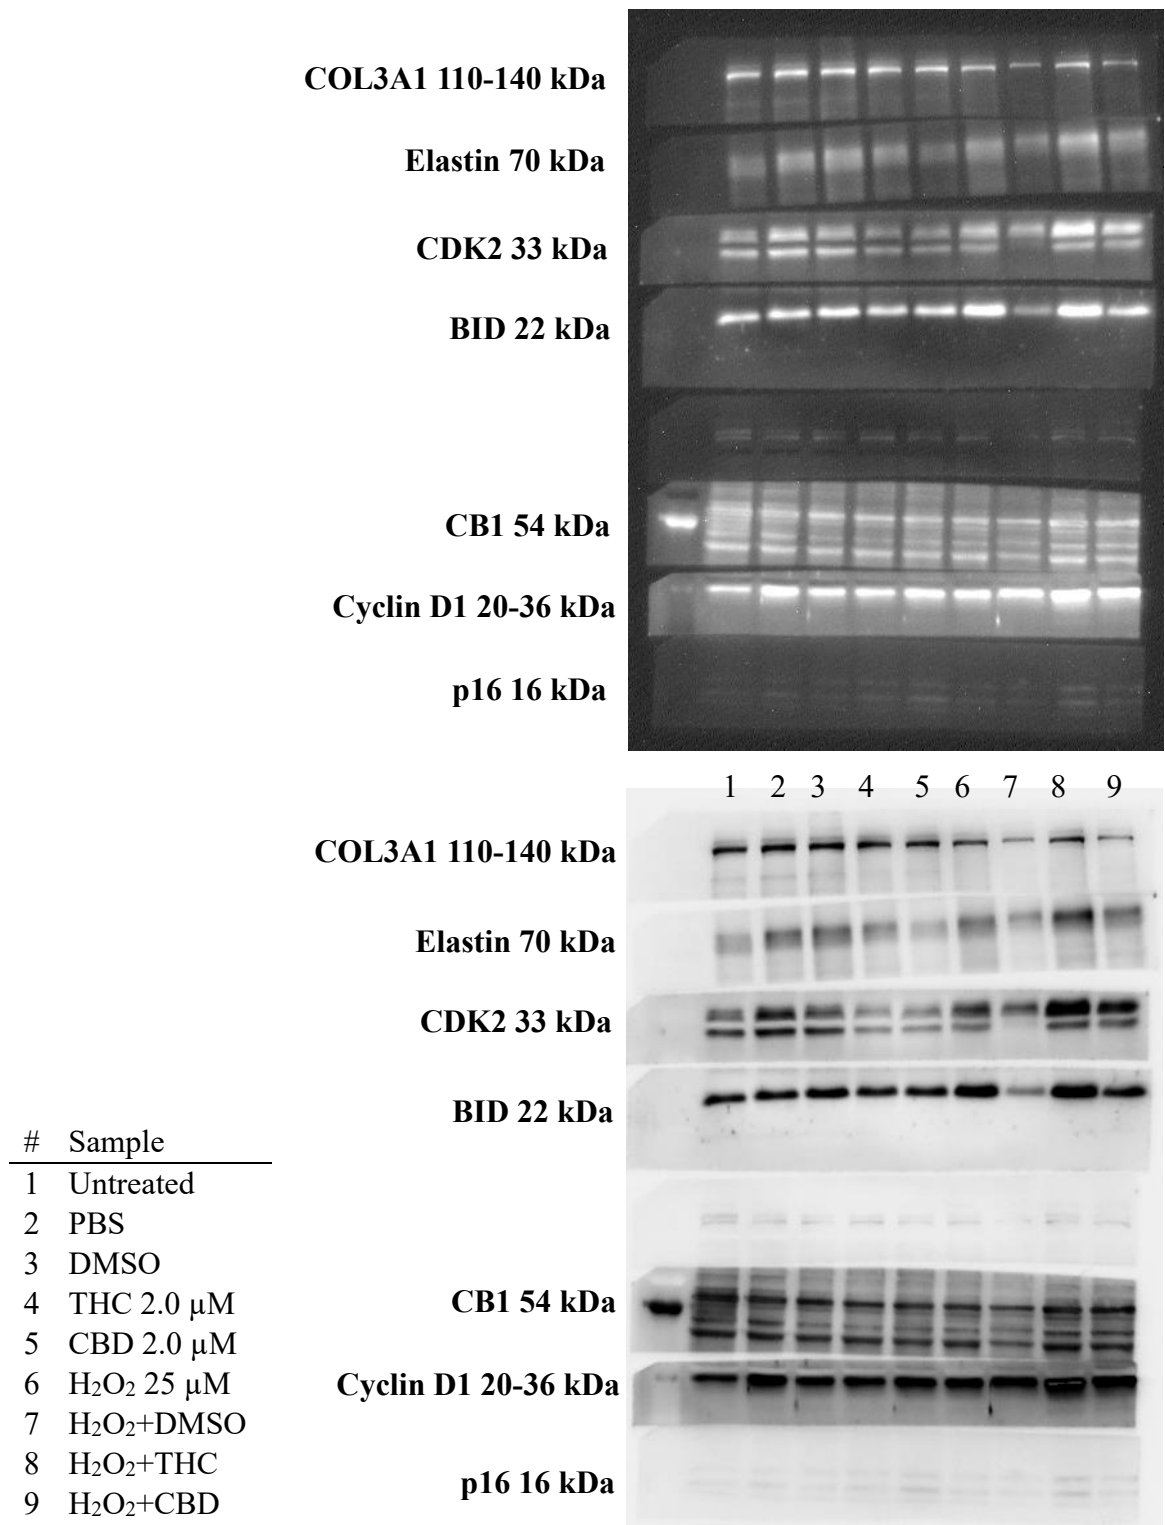 COL3A1 110-140 kDa
Elastin 70 kDa
CDK2 33 kDa
BID 22 kDa
CB1 54 kDa
Cyclin D1 20-36 kDa
p16 16 kDa
1 2 3 4 5 6 7 8 9
COL3A1 110-140 kDa
Elastin 70 kDa
CDK2 33 kDa
BID 22 kDa
CB1 54 kDa
Cyclin D1 20-36 kDa
p16 16 kDa
# Sample
1 Untreated
2 PBS
3 DMSO
4 THC 2.0 µM
5 CBD 2.0 µM
6 H₂O₂ 25 µM
7 H₂O₂+DMSO
8 H₂O₂+THC
9 H₂O₂+CBD